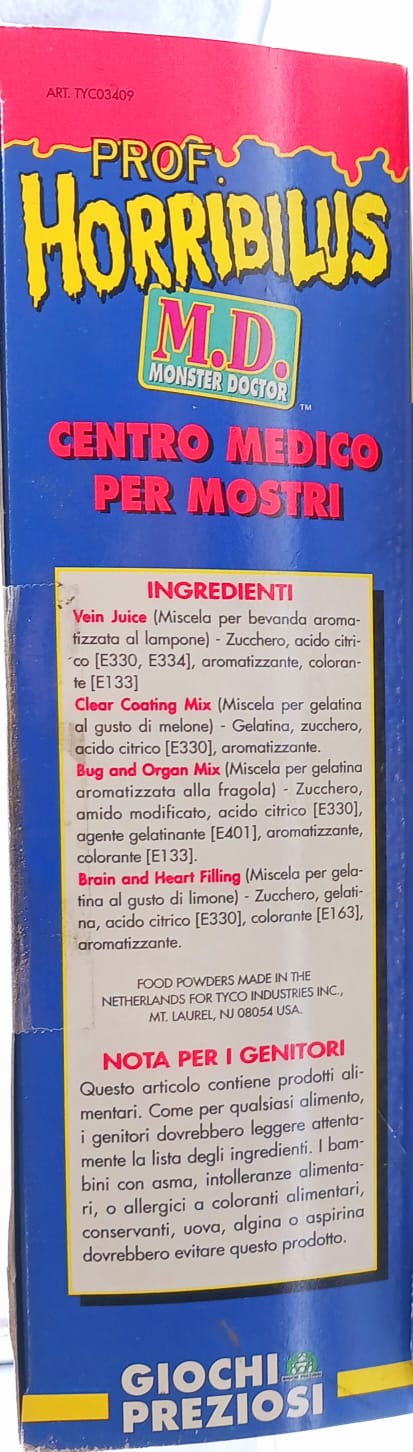 ART. TYC03409
PROF.
HORRIBILUS
M.D.
MONSTER DOCTOR
TM
CENTRO MEDICO
PER MOSTRI
INGREDIENTI
Vein Juice (Miscela per bevanda aroma-
tizzata al lampone) - Zucchero, acido citri-
co [E330, E334], aromatizzante, coloran-
te [E133]
Clear Coating Mix (Miscela per gelatina
al gusto di melone) - Gelatina, zucchero,
acido citrico [E330], aromatizzante.
Bug and Organ Mix (Miscela per gelatina
aromatizzata alla fragola) - Zucchero,
amido modificato, acido citrico [E330],
agente gelatinante [E401], aromatizzante,
colorante [E133].
Brain and Heart Filling (Miscela per gela-
tina al gusto di limone) - Zucchero, gelati-
na, acido citrico [E330], colorante [E163],
aromatizzante.
FOOD POWDERS MADE IN THE
NETHERLANDS FOR TYCO INDUSTRIES INC.,
MT. LAUREL, NJ 08054 USA.
NOTA PER I GENITORI
Questo articolo contiene prodotti ali-
mentari. Come per qualsiasi alimento,
i genitori dovrebbero leggere attenta-
mente la lista degli ingredienti. I bam-
bini con asma, intolleranze alimenta-
ri, o allergici a coloranti alimentari,
conservanti, uova, algina o aspirina
dovrebbero evitare questo prodotto.
GIOCHI
PREZIOSI